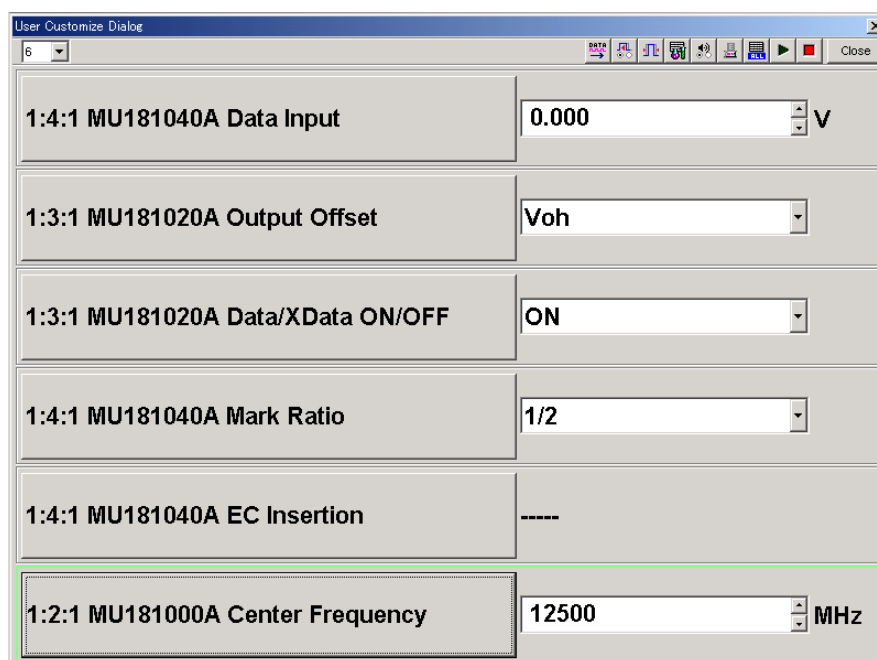 User Customize Dialog
6
DATA
ALL
Close
1:4:1 MU181040A Data Input
0.000
V
1:3:1 MU181020A Output Offset
Voh
1:3:1 MU181020A Data/XData ON/OFF
ON
1:4:1 MU181040A Mark Ratio
1/2
1:4:1 MU181040A EC Insertion
-----
1:2:1 MU181000A Center Frequency
12500
MHz